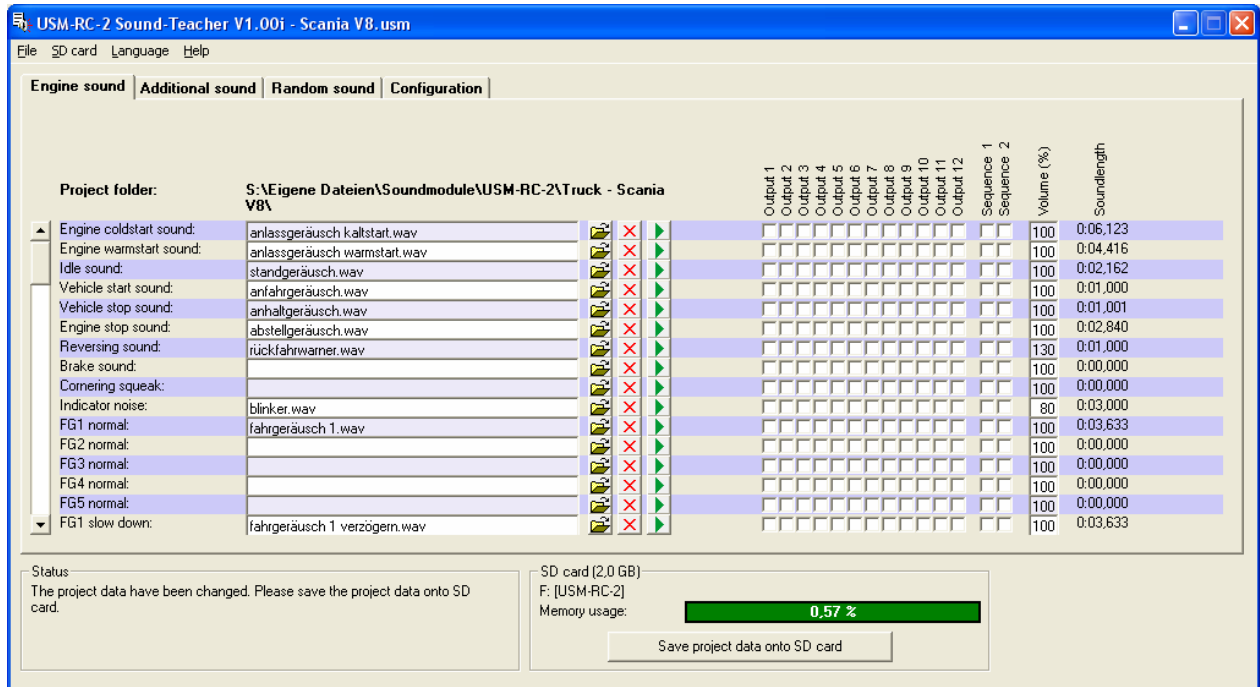 USM-RC-2 Sound-Teacher V1.00i - Scania V8.usm
File SD card Language Help
Engine sound Additional sound Random sound Configuration
Project folder: S:\Eigene Dateien\Soundmodule\USM-RC-2\Truck - Scania
V8\
Output 1 Output 2 Output 3 Output 4 Output 5 Output 6 Output 7 Output 8 Output 9 Output 10 Output 11 Output 12 Sequence 1 Sequence 2 Volume (%) Soundlength
Engine coldstart sound: anlassgeräusch kaltstart.wav 100 0:06,123
Engine warmstart sound: anlassgeräusch warmstart.wav 100 0:04,416
Idle sound: standgeräusch.wav 100 0:02,162
Vehicle start sound: anfahrgeräusch.wav 100 0:01,000
Vehicle stop sound: anhaltgeräusch.wav 100 0:01,001
Engine stop sound: abstellgeräusch.wav 100 0:02,840
Reversing sound: rückfahrwarner.wav 130 0:01,000
Brake sound: 100 0:00,000
Cornering squeak: 100 0:00,000
Indicator noise: blinker.wav 80 0:03,000
FG1 normal: fahrgeräusch 1.wav 100 0:03,633
FG2 normal: 100 0:00,000
FG3 normal: 100 0:00,000
FG4 normal: 100 0:00,000
FG5 normal: 100 0:00,000
FG1 slow down: fahrgeräusch 1 verzögern.wav 100 0:03,633
Status
The project data have been changed. Please save the project data onto SD
card.
SD card (2,0 GB)
F: [USM-RC-2]
Memory usage: 0,57 %
Save project data onto SD card